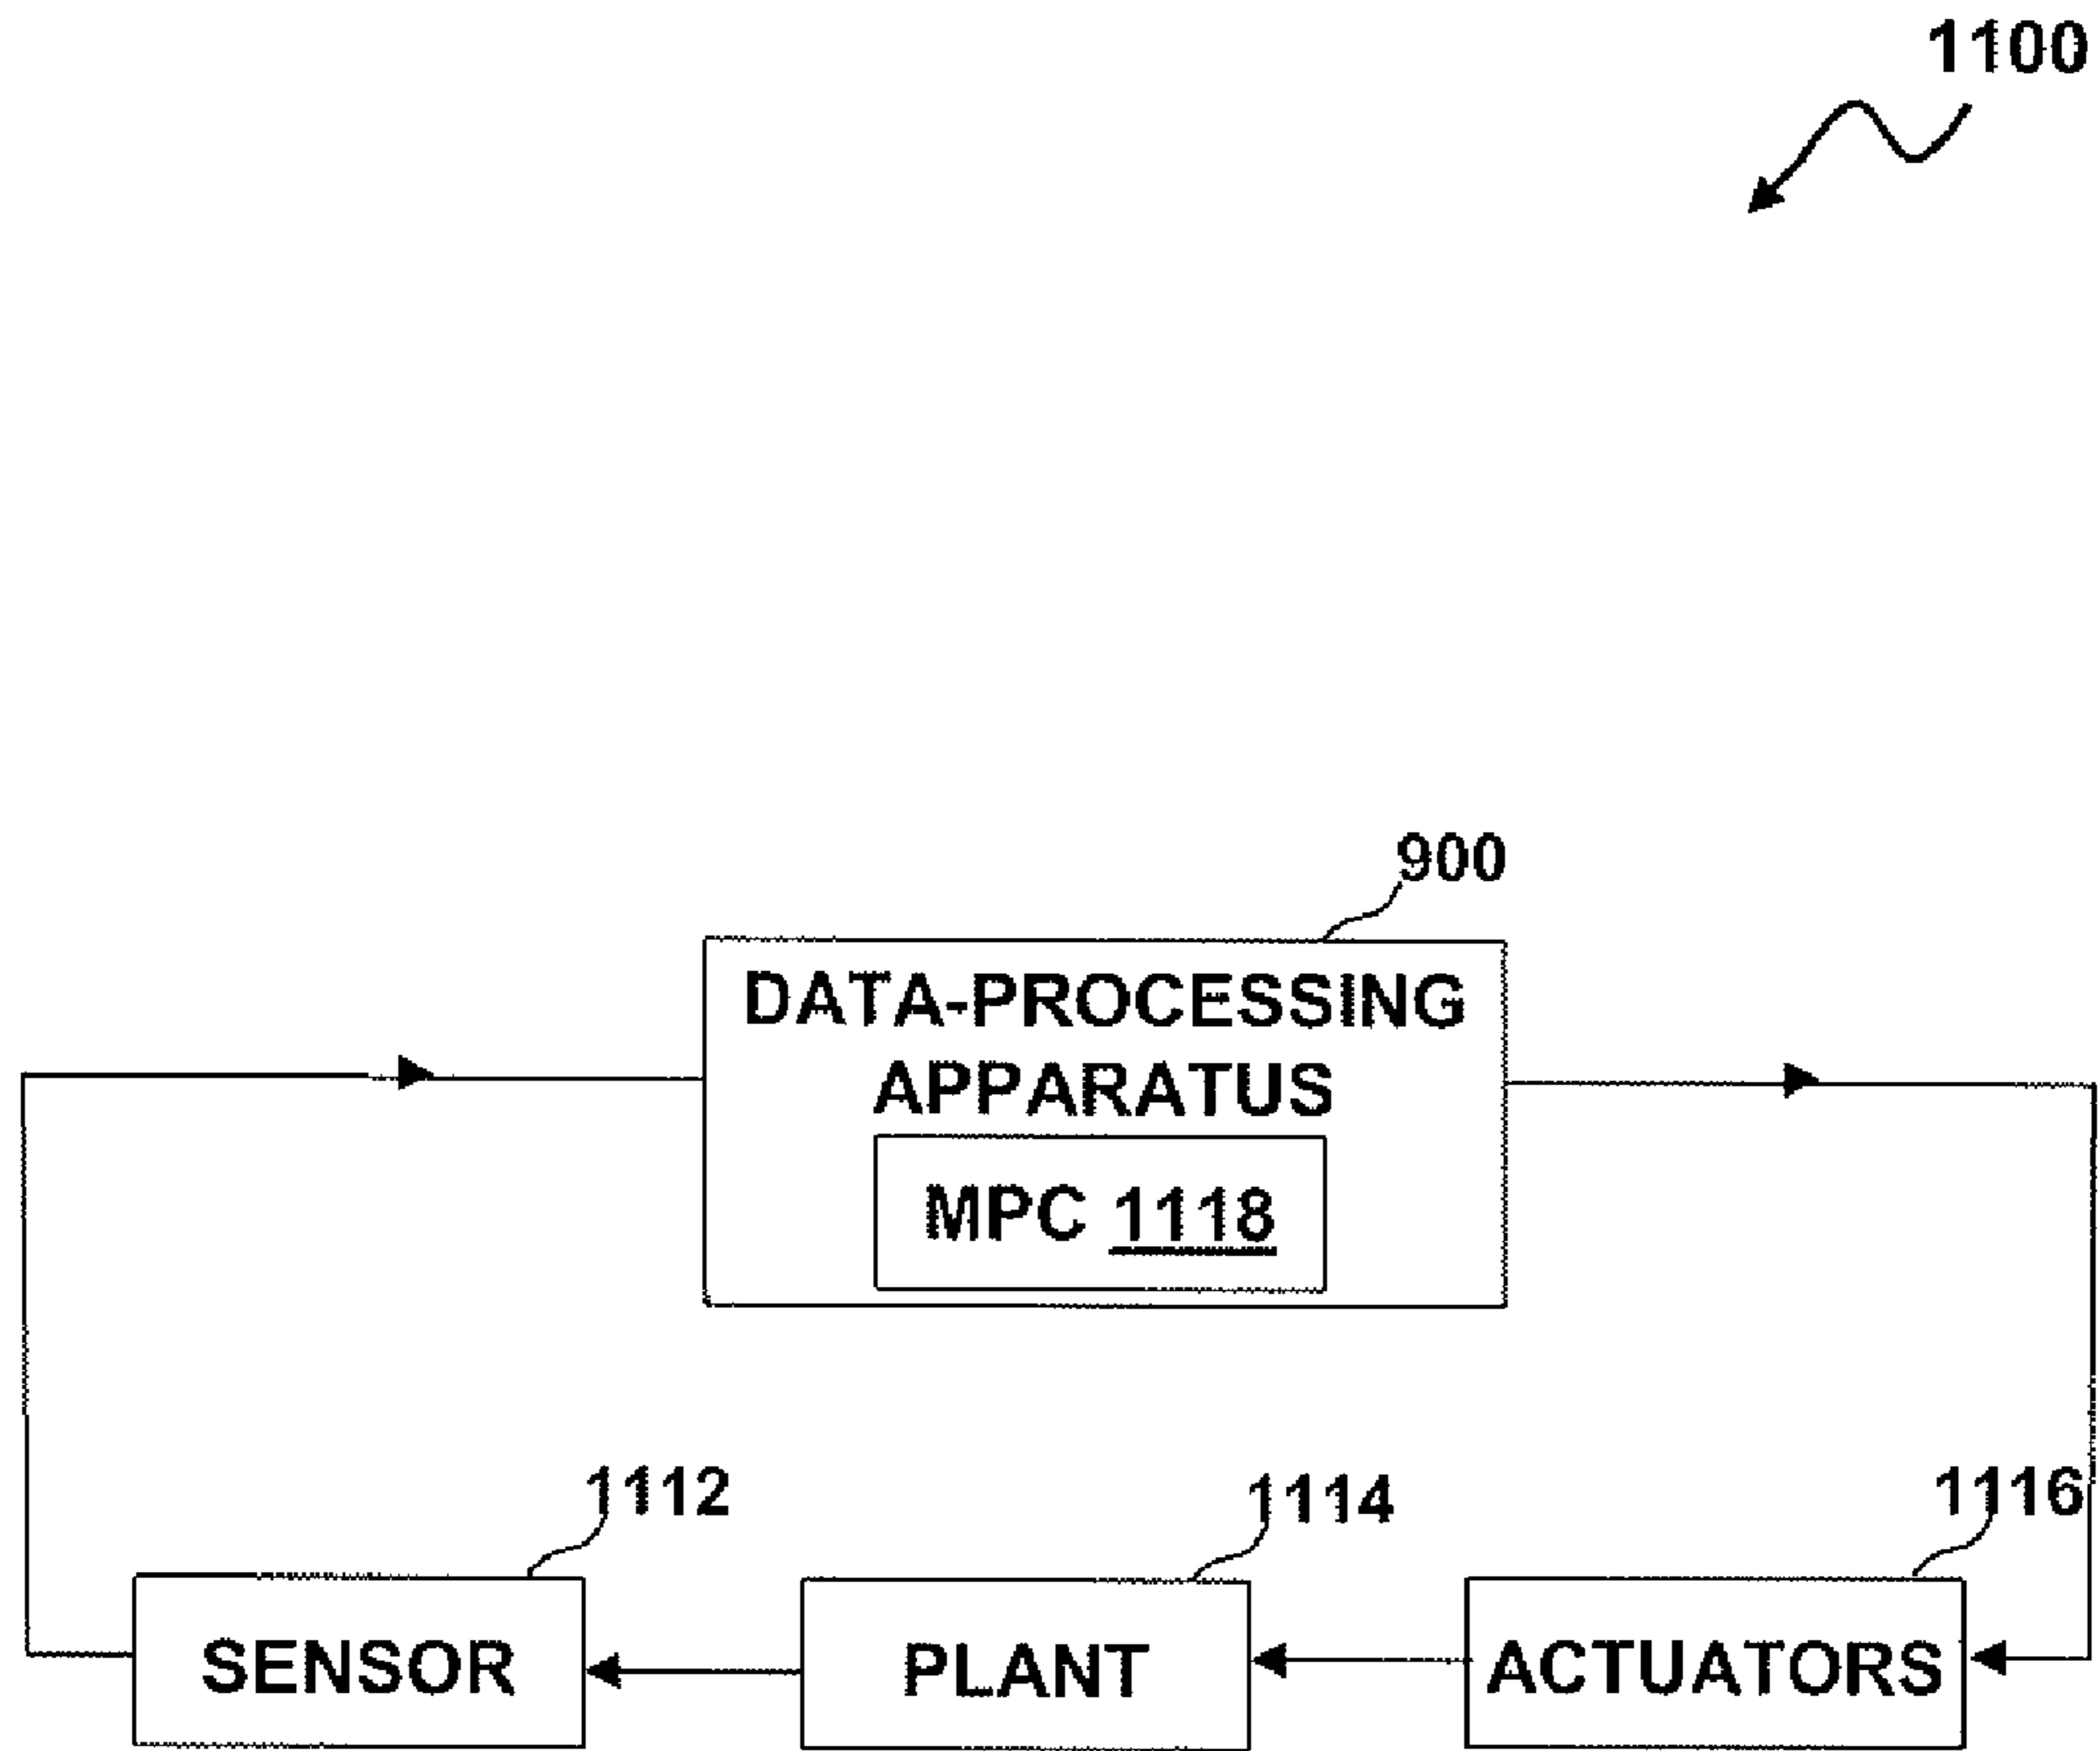 1100
900
DATA-PROCESSING
APPARATUS
MPC 1118
1112
1114
1116
SENSOR
PLANT
ACTUATORS